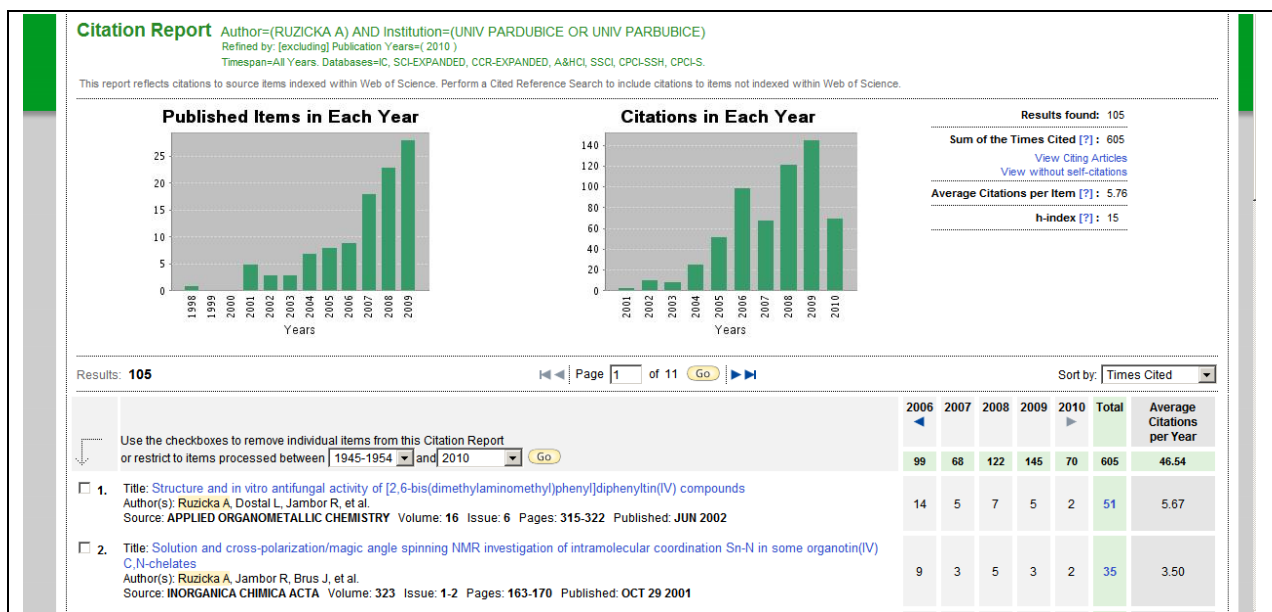 Citation Report Author=(RUZICKA A) AND Institution=(UNIV PARDUBICE OR UNIV PARBUBICE)
Refined by: [excluding] Publication Years=( 2010 )
Timespan=All Years. Databases=IC, SCI-EXPANDED, CCR-EXPANDED, A&HCI, SSCI, CPCI-SSH, CPCI-S.
This report reflects citations to source items indexed within Web of Science. Perform a Cited Reference Search to include citations to items not indexed within Web of Science.
Published Items in Each Year
25
20
15
10
5
0
1998 1999 2000 2001 2002 2003 2004 2005 2006 2007 2008 2009
Years
Citations in Each Year
140
120
100
80
60
40
20
0
2001 2002 2003 2004 2005 2006 2007 2008 2009 2010
Years
Results found: 105
Sum of the Times Cited [?] : 605
View Citing Articles
View without self-citations
Average Citations per Item [?] : 5.76
h-index [?] : 15
Results: 105 Page 1 of 11 Go Sort by: Times Cited
2006 2007 2008 2009 2010 Total Average Citations per Year
Use the checkboxes to remove individual items from this Citation Report
or restrict to items processed between 1945-1954 and 2010 Go
99 68 122 145 70 605 46.54
1. Title: Structure and in vitro antifungal activity of [2,6-bis(dimethylaminomethyl)phenyl]diphenyltin(IV) compounds
Author(s): Ruzicka A, Dostal L, Jambor R, et al.
Source: APPLIED ORGANOMETALLIC CHEMISTRY Volume: 16 Issue: 6 Pages: 315-322 Published: JUN 2002
14 5 7 5 2 51 5.67
2. Title: Solution and cross-polarization/magic angle spinning NMR investigation of intramolecular coordination Sn-N in some organotin(IV)
C,N-chelates
Author(s): Ruzicka A, Jambor R, Brus J, et al.
Source: INORGANICA CHIMICA ACTA Volume: 323 Issue: 1-2 Pages: 163-170 Published: OCT 29 2001
9 3 5 3 2 35 3.50